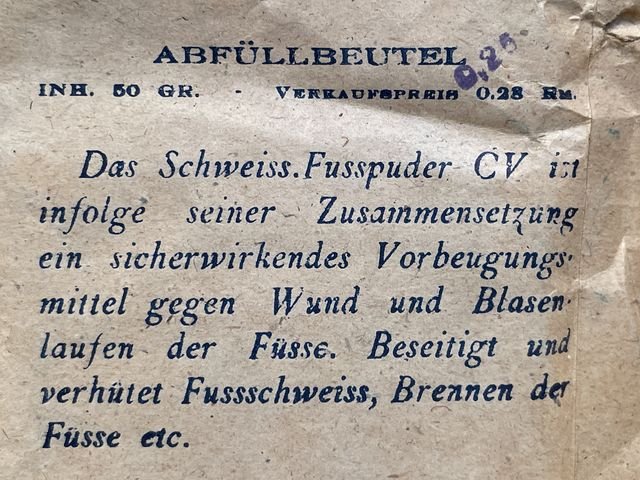 ABFÜLLBEUTEL
0,25
INH. 50 GR. - VERKAUFSPREIS 0.28 RM.
Das Schweiss.Fusspuder CV ist
infolge seiner Zusammensetzung
ein sicherwirkendes Vorbeugungs-
mittel gegen Wund und Blasen-
laufen der Füsse. Beseitigt und
verhütet Fussschweiss, Brennen der
Füsse etc.